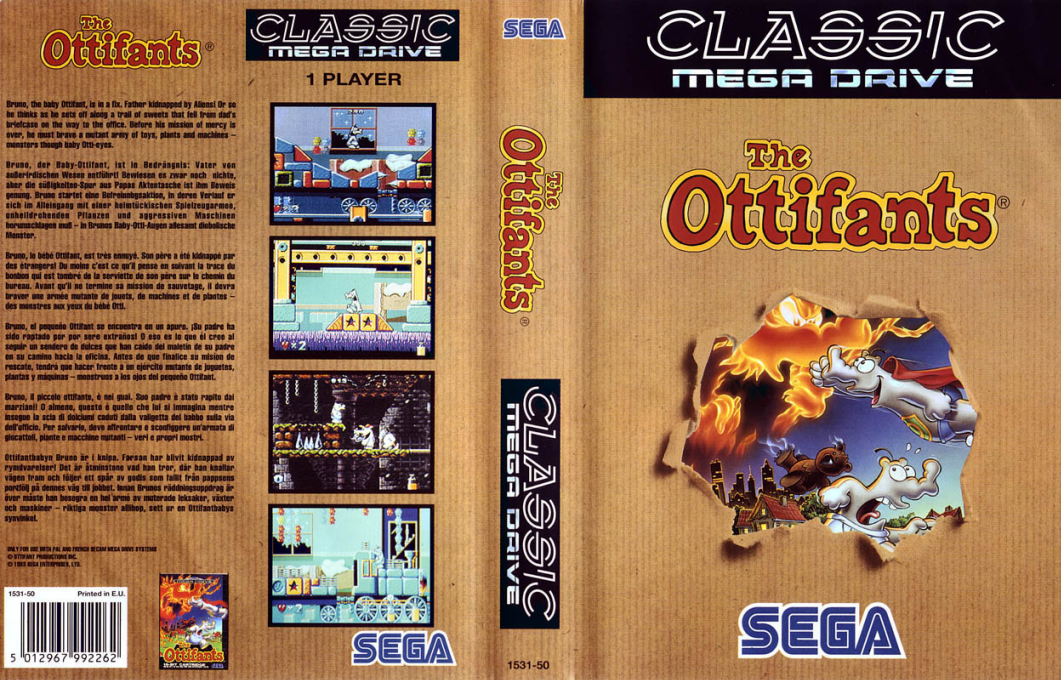 The
Ottifants®
Bruno, the baby Ottifant, is in a fix. Father kidnapped by Aliens! Or so
he thinks as he sets off along a trail of sweets that fell from dad's
briefcase on the way to the office. Before his mission of mercy is
over, he must brave a mutant army of toys, plants and machines –
monsters though baby Otti-eyes.
Bruno, der Baby-Ottifant, ist in Bedrängnis: Vater von
außerirdischen Wesen entführt! Bewiesen es zwar noch nichte,
aber die süßigkeiten-Spur aus Papas Aktentasche ist ihm Beweis
genung. Bruno startet eine Befreiungsaktion, in deren Verlauf er
sich im Alleingang mit einer heimtückischen Spielzeugarmee,
unheildrohenden Pflanzen und aggressiven Maschinen
herumschlagen muß – in Brunos Baby-Otti-Augen allesamt diabolische
Monster.
Bruno, le bébé Ottifant, est très ennuyé. Son père a été kidnappé par
des étrangers! Du moins c'est ce qu'il pense en suivant la trace du
bonbon qui est tombré de la serviette de son père sur le chemin du
bureau. Avant qu'il ne termine sa mission de sauvetage, il devra
braver une armée mutante de jouets, de machines et de plantes –
des monstres aux yeux du bébé Otti.
Bruno, el pequeño Ottifant se encuentra en un apuro. ¡Su padre ha
sido raptado por por sere extraños! O eso es lo que él cree al
seguir un sendero de dulces que han caído del maletín de su padre
en su camino hacia la oficina. Antes de que finalice su mision de
rescate, tendrá que hacer frente a un ejército mutante de juguetes,
plantas y máquinas – monstruos a los ojos del pequeño Ottifant.
Bruno, il piccolo ottifante, è nei guai. Suo padre è stato rapito dai
marziani! O almeno, questo è quello che lui si immagina mentre
insegue la scia di dolciumi caduti dalla valigetta del babbo sulla via
dell'ufficio. Per salvarlo, deve affrontare e sconfiggere un'armata di
giocattoli, piante e macchine mutanti – veri e propri mostri.
Ottifantbabyn Bruno är i knipa. Farsan har blivit kidnappad av
rymdvarelser! Det är åtminstone vad han tror, där han knallar
vägen fram och följer ett spår av godis som fallit från pappsens
portfölj på dennes väg till jobbet. Innan Brunos räddningsuppdrag är
över måste han besegra en hel'armé av muterade leksaker, växter
och maskiner – riktiga monster allihop, sett ur en Ottifantbabys
synvinkel.
ONLY FOR USE WITH PAL AND FRENCH SECAM MEGA DRIVE SYSTEMS
© OTTIFANT PRODUCTIONS INC.
© 1993 SEGA ENTERPRISES, LTD.
1531-50 Printed in E.U.
5 012967 992262
The
Ottifants
CLASSIC
MEGA DRIVE
1 PLAYER
SEGA
SEGA
The
Ottifants®
CLASSIC
MEGA DRIVE
1531-50
CLASSIC
MEGA DRIVE
The
Ottifants®
SEGA